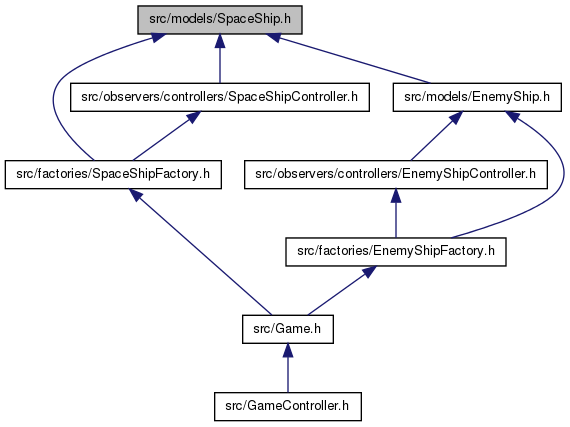 src/models/SpaceShip.h
src/observers/controllers/SpaceShipController.h
src/models/EnemyShip.h
src/factories/SpaceShipFactory.h
src/observers/controllers/EnemyShipController.h
src/factories/EnemyShipFactory.h
src/Game.h
src/GameController.h